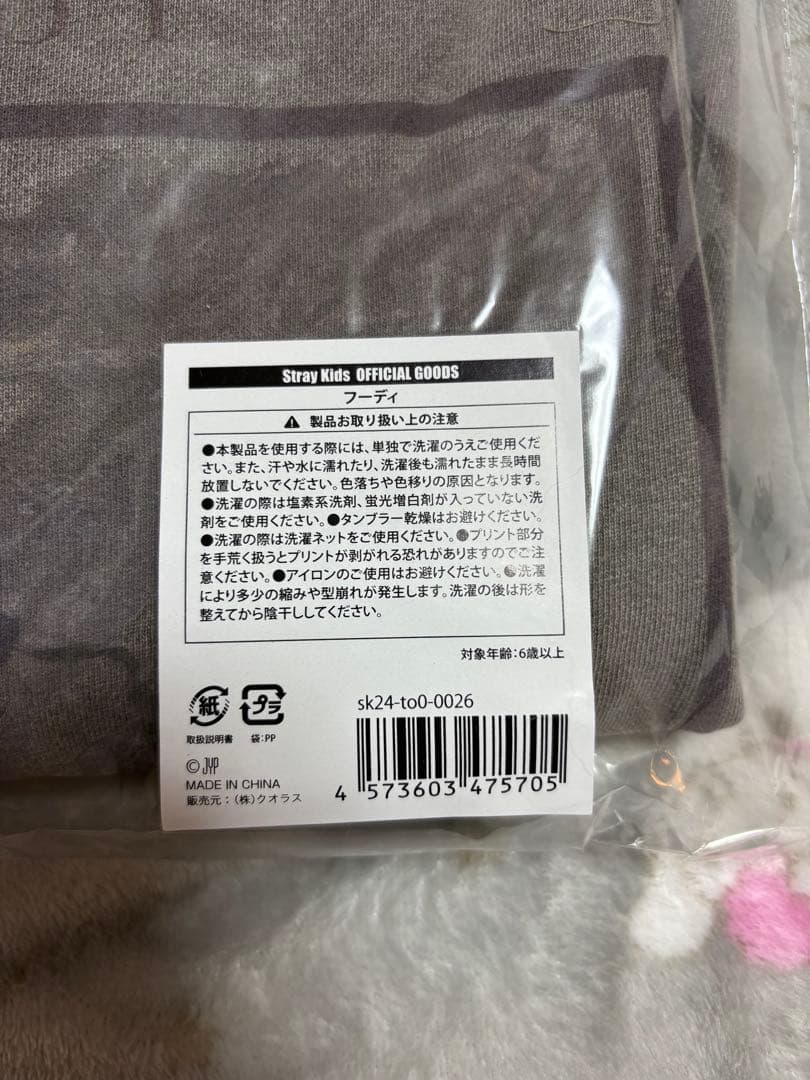 Stray Kids OFFICIAL GOODS
フーディ
⚠ 製品お取り扱い上の注意
●本製品を使用する際には、単独で洗濯のうえご使用くだ
さい。また、汗や水に濡れたり、洗濯後も濡れたまま長時間
放置しないでください。色落ちや色移りの原因となります。
●洗濯の際は塩素系洗剤、蛍光増白剤が入っていない洗
剤をご使用ください。●タンブラー乾燥はお避けください。
●洗濯の際は洗濯ネットをご使用ください。●プリント部分
を手荒く扱うとプリントが剥がれる恐れがありますのでご注
意ください。●アイロンのご使用はお避けください。●洗濯
により多少の縮みや型崩れが発生します。洗濯の後は形を
整えてから陰干ししてください。
対象年齢:6歳以上
紙 プラ
取扱説明書 袋:PP
sk24-to0-0026
© JYP
MADE IN CHINA
販売元:(株)クオラス
4 573603 475705